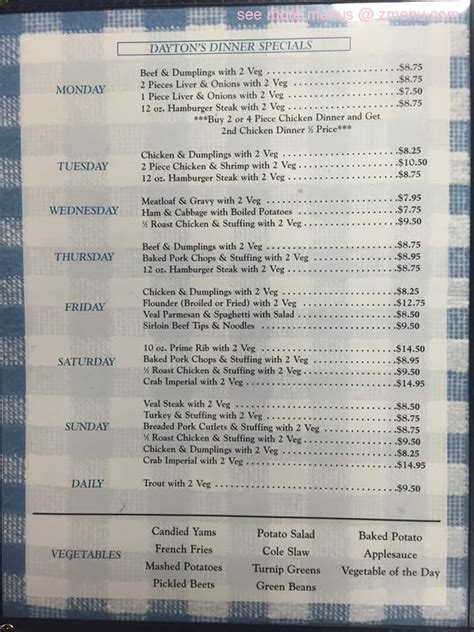 see more menus @ zmenu.com
DAYTON'S DINNER SPECIALS
MONDAY
Beef & Dumplings with 2 Veg $8.75
2 Pieces Liver & Onions with 2 Veg $8.75
1 Piece Liver & Onions with 2 Veg $7.50
12 oz. Hamburger Steak with 2 Veg $8.75
***Buy 2 or 4 Piece Chicken Dinner and Get
2nd Chicken Dinner ½ Price***
TUESDAY
Chicken & Dumplings with 2 Veg $8.25
2 Piece Chicken & Shrimp with 2 Veg $10.50
12 oz. Hamburger Steak with 2 Veg $8.75
WEDNESDAY
Meatloaf & Gravy with 2 Veg $7.95
Ham & Cabbage with Boiled Potatoes $7.75
½ Roast Chicken & Stuffing with 2 Veg $9.50
THURSDAY
Beef & Dumplings with 2 Veg $8.75
Baked Pork Chops & Stuffing with 2 Veg $8.95
12 oz. Hamburger Steak with 2 Veg $8.75
FRIDAY
Chicken & Dumplings with 2 Veg $8.25
Flounder (Broiled or Fried) with 2 Veg $12.75
Veal Parmesan & Spaghetti with Salad $8.50
Sirloin Beef Tips & Noodles $9.50
SATURDAY
10 oz. Prime Rib with 2 Veg $14.50
Baked Pork Chops & Stuffing with 2 Veg $8.95
½ Roast Chicken & Stuffing with 2 Veg $9.50
Crab Imperial with 2 Veg $14.95
SUNDAY
Veal Steak with 2 Veg $8.50
Turkey & Stuffing with 2 Veg $8.75
Breaded Pork Cutlets & Stuffing with 2 Veg $8.75
½ Roast Chicken & Stuffing with 2 Veg $9.50
Chicken & Dumplings with 2 Veg $8.25
Crab Imperial with 2 Veg $14.95
DAILY
Trout with 2 Veg $9.50
VEGETABLES
Candied Yams Potato Salad Baked Potato
French Fries Cole Slaw Applesauce
Mashed Potatoes Turnip Greens Vegetable of the Day
Pickled Beets Green Beans